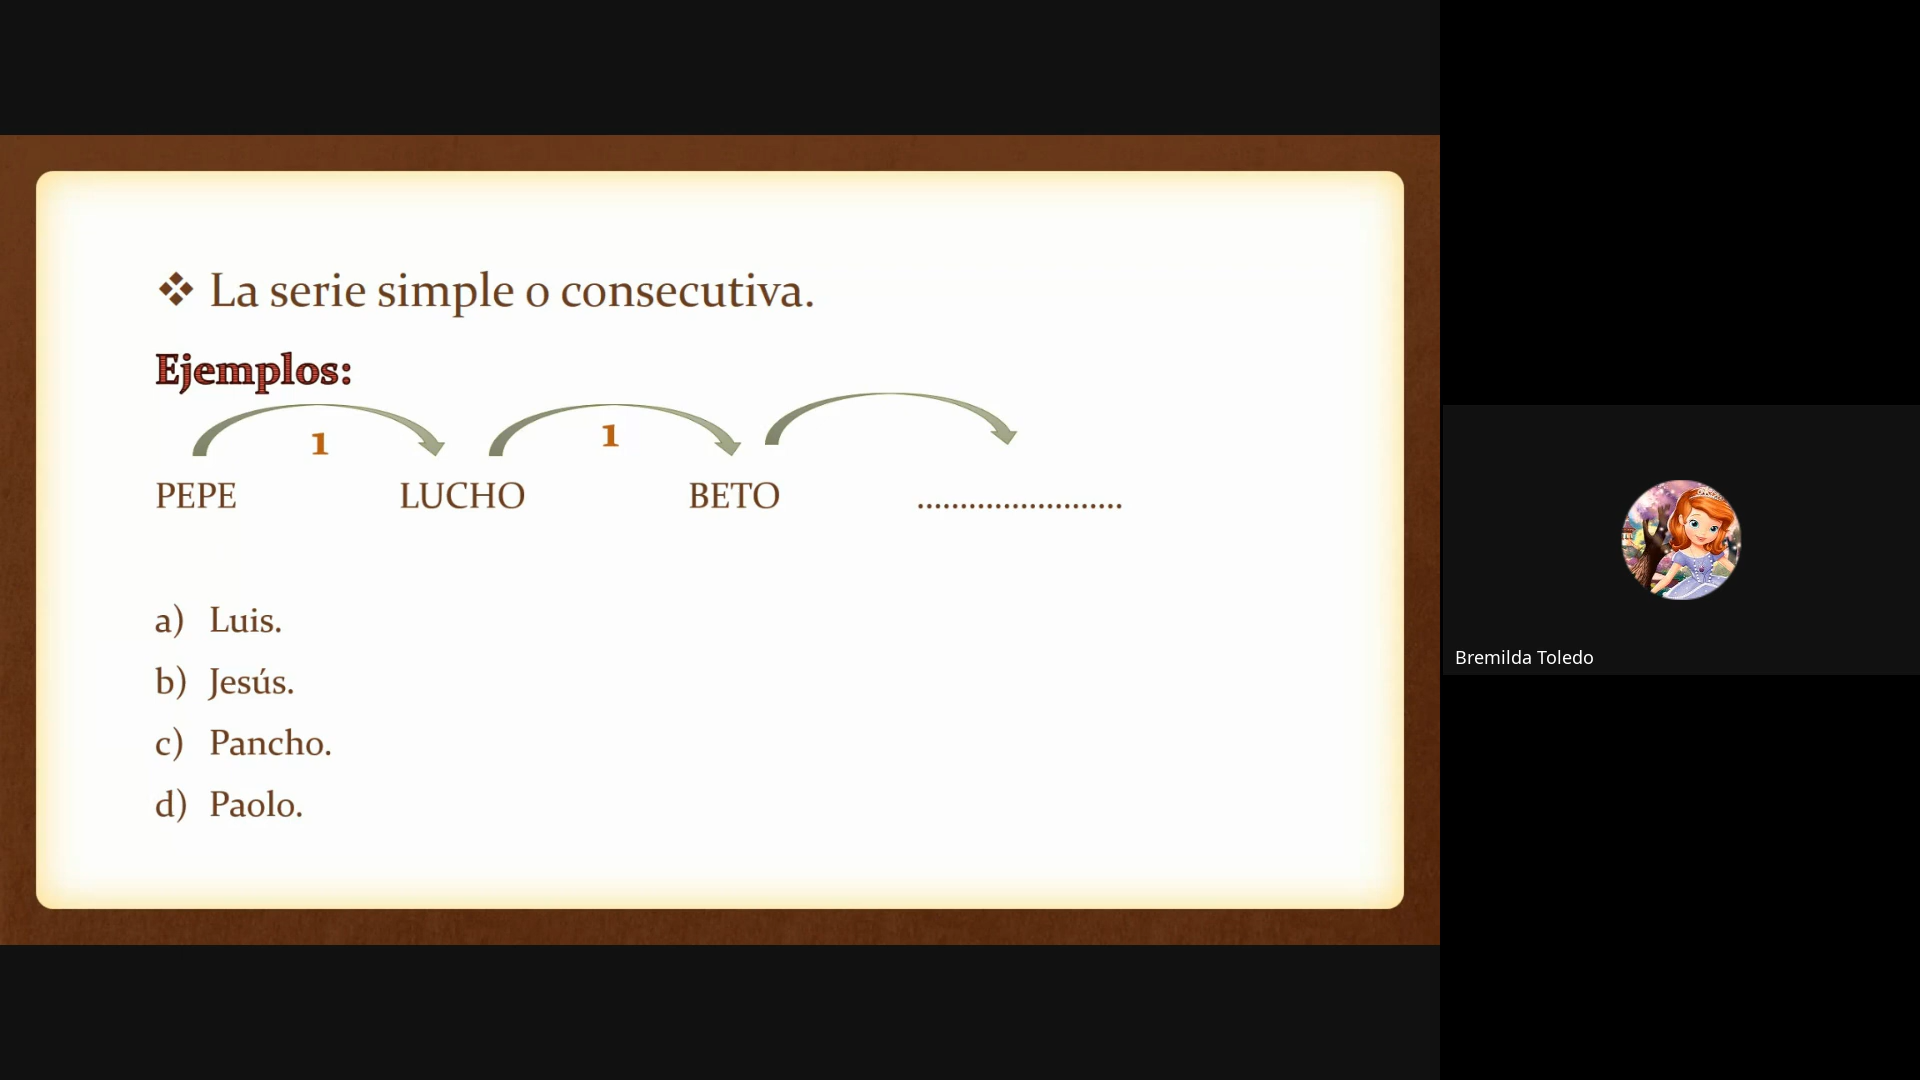 ❖ La serie simple o consecutiva.
Ejemplos:
1 1
PEPE LUCHO BETO ........................
a) Luis.
b) Jesús.
c) Pancho.
d) Paolo.
Bremilda Toledo